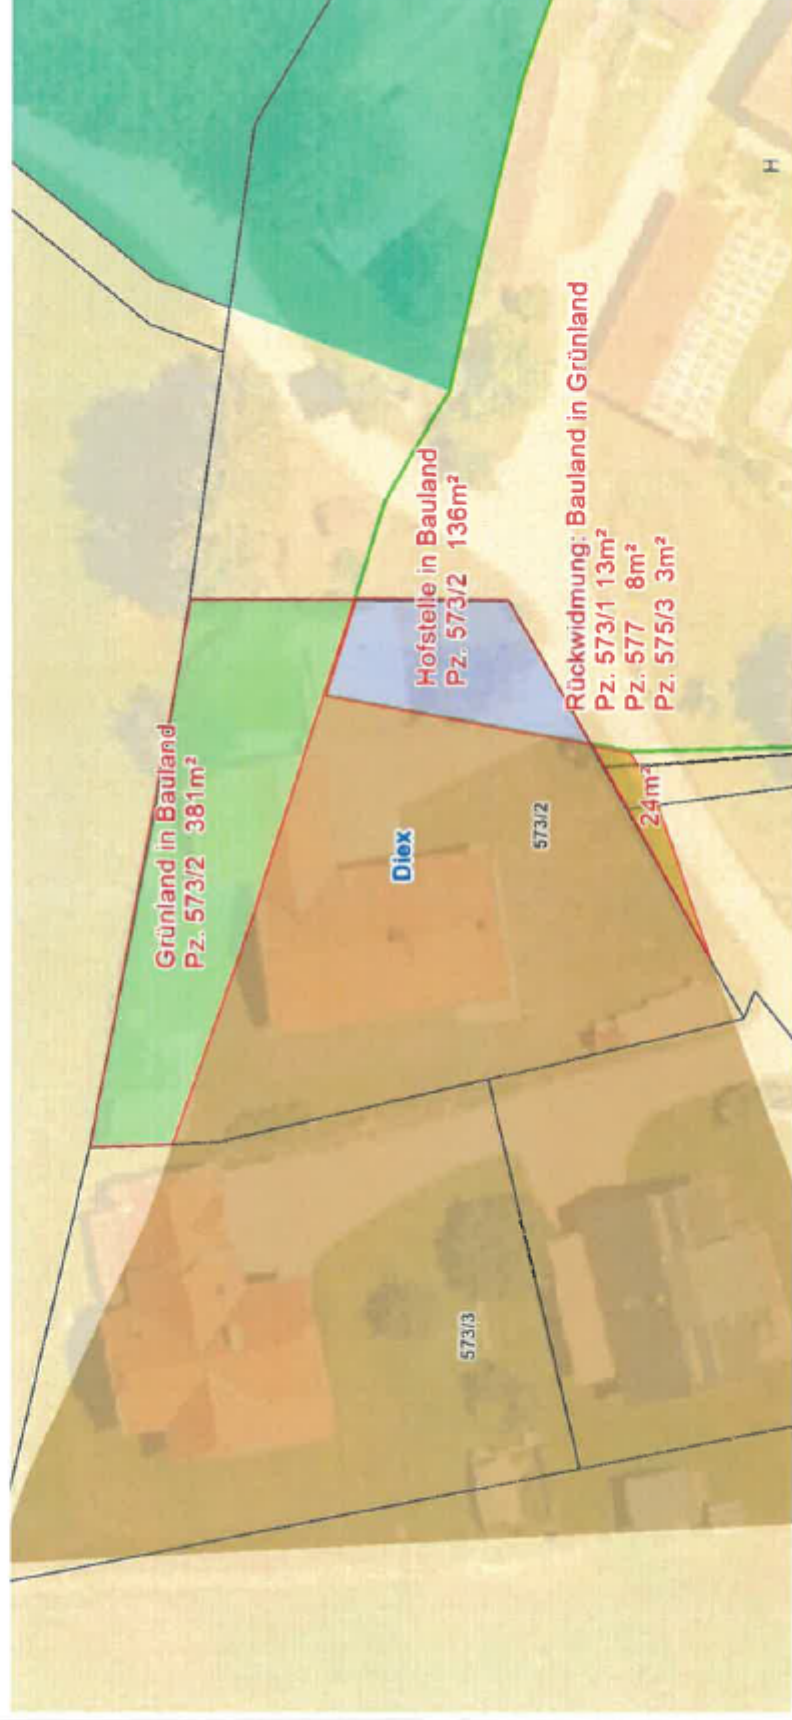 Grünland in Bauland
Pz. 573/2 381m²
Diex
573/2
Hofstelle in Bauland
Pz. 573/2 136m²
Rückwidmung: Bauland in Grünland
Pz. 573/1 13m²
Pz. 577 8m²
Pz. 575/3 3m²
24m²
573/3
H